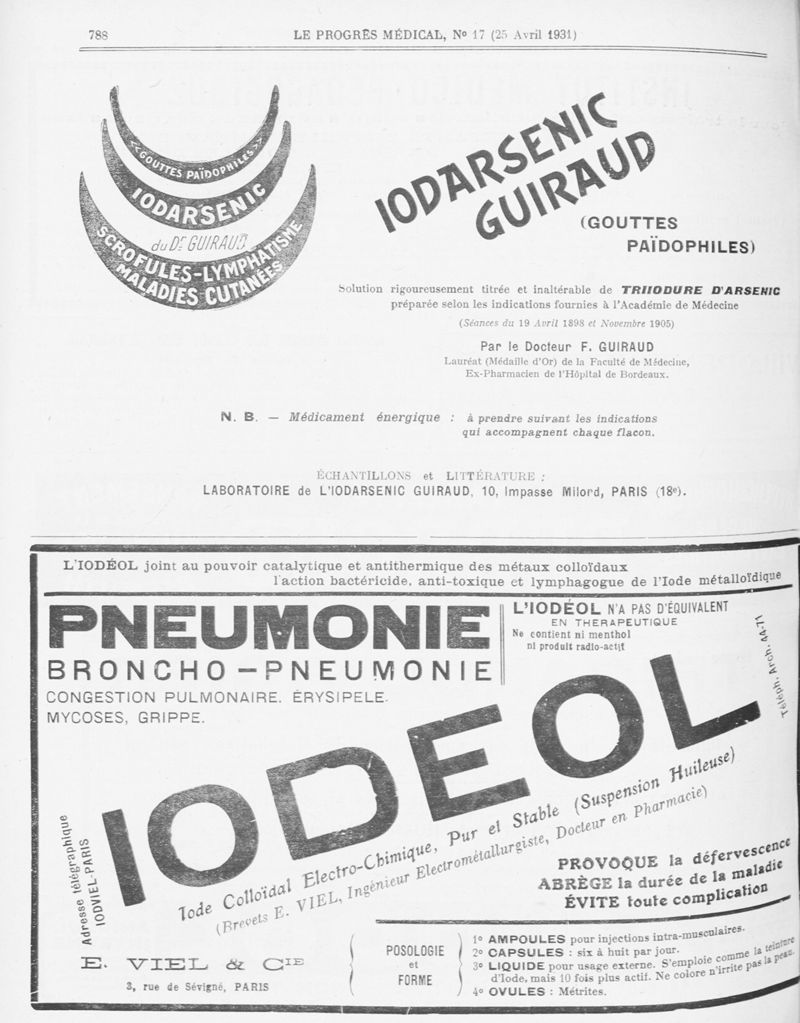 788
LE PROGRÈS MÉDICAL, Nº 17 (25 Avril 1931)
<<GOUTTES PAÏDOPHILES>>
IODARSENIC
du Dr GUIRAUD
SCROFULES-LYMPHATISME
MALADIES CUTANÉES
IODARSENIC
GUIRAUD
(GOUTTES
PAÏDOPHILES)
Solution rigoureusement titrée et inaltérable de TRIIODURE D'ARSENIC
préparée selon les indications fournies à l'Académie de Médecine
(Séances du 19 Avril 1898 et Novembre 1905)
Par le Docteur F. GUIRAUD
Lauréat (Médaille d'Or) de la Faculté de Médecine,
Ex-Pharmacien de l'Hôpital de Bordeaux.
N. B. — Médicament énergique : à prendre suivant les indications
qui accompagnent chaque flacon.
ÉCHANTILLONS et LITTÉRATURE :
LABORATOIRE de L'IODARSENIC GUIRAUD, 10, Impasse Milord, PARIS (18e).
L'IODÉOL joint au pouvoir catalytique et antithermique des métaux colloïdaux
l'action bactéricide, anti-toxique et lymphagogue de l'Iode métalloïdique
PNEUMONIE
BRONCHO-PNEUMONIE
CONGESTION PULMONAIRE. ÉRYSIPELE.
MYCOSES, GRIPPE.
L'IODÉOL N'A PAS D'ÉQUIVALENT
EN THERAPEUTIQUE
Ne contient ni menthol
ni produit radio-actif
Téléph. Arch. 44-71
IODEOL
Iode Colloïdal Electro-Chimique, Pur et Stable (Suspension Huileuse)
(Brevets E. VIEL, Ingénieur Electrométallurgiste, Docteur en Pharmacie)
Adresse télégraphique
IODVIEL-PARIS
PROVOQUE la défervescence
ABRÈGE la durée de la maladie
ÉVITE toute complication
E. VIEL & CIE
3, rue de Sévigné, PARIS
POSOLOGIE
et
FORME
1º AMPOULES pour injections intra-musculaires.
2º CAPSULES : six à huit par jour.
3º LIQUIDE pour usage externe. S'emploie comme la teinture
d'Iode, mais 10 fois plus actif. Ne colore n'irrite pas la peau.
4º OVULES : Métrites.